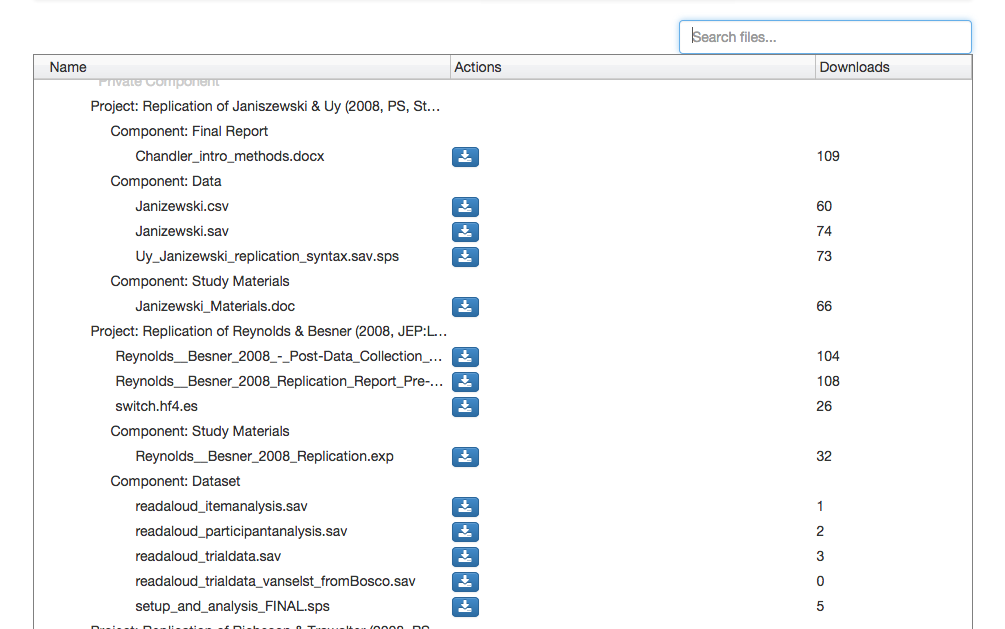 Search files...
Name Actions Downloads
Private Component
Project: Replication of Janiszewski & Uy (2008, PS, St...
Component: Final Report
Chandler_intro_methods.docx 109
Component: Data
Janizewski.csv 60
Janizewski.sav 74
Uy_Janizewski_replication_syntax.sav.sps 73
Component: Study Materials
Janizewski_Materials.doc 66
Project: Replication of Reynolds & Besner (2008, JEP:L...
Reynolds__Besner_2008_-_Post-Data_Collection_... 104
Reynolds__Besner_2008_Replication_Report_Pre-... 108
switch.hf4.es 26
Component: Study Materials
Reynolds__Besner_2008_Replication.exp 32
Component: Dataset
readaloud_itemanalysis.sav 1
readaloud_participantanalysis.sav 2
readaloud_trialdata.sav 3
readaloud_trialdata_vanselst_fromBosco.sav 0
setup_and_analysis_FINAL.sps 5
Project: Replication of Richeson & Trawalter (2008, PS